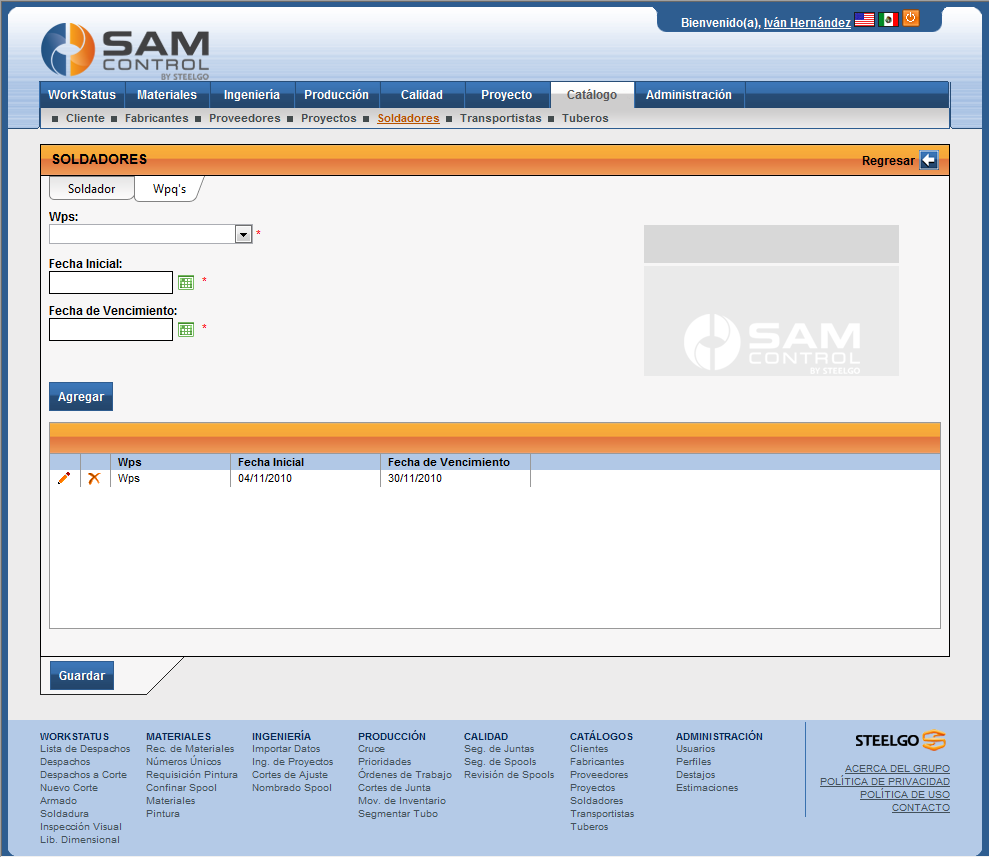 Bienvenido(a), Iván Hernández
SAM
CONTROL
BY STEELGO
WorkStatus Materiales Ingeniería Producción Calidad Proyecto Catálogo Administración
Cliente Fabricantes Proveedores Proyectos Soldadores Transportistas Tuberos
SOLDADORES Regresar
Soldador Wpq's
Wps:
*
Fecha Inicial:
*
Fecha de Vencimiento:
*
SAM
CONTROL
BY STEELGO
Agregar
Wps Fecha Inicial Fecha de Vencimiento
Wps 04/11/2010 30/11/2010
Guardar
WORKSTATUS
Lista de Despachos
Despachos
Despachos a Corte
Nuevo Corte
Armado
Soldadura
Inspección Visual
Lib. Dimensional
MATERIALES
Rec. de Materiales
Números Únicos
Requisición Pintura
Confinar Spool
Materiales
Pintura
INGENIERÍA
Importar Datos
Ing. de Proyectos
Cortes de Ajuste
Nombrado Spool
PRODUCCIÓN
Cruce
Prioridades
Órdenes de Trabajo
Cortes de Junta
Mov. de Inventario
Segmentar Tubo
CALIDAD
Seg. de Juntas
Seg. de Spools
Revisión de Spools
CATÁLOGOS
Clientes
Fabricantes
Proveedores
Proyectos
Soldadores
Transportistas
Tuberos
ADMINISTRACIÓN
Usuarios
Perfiles
Destajos
Estimaciones
STEELGO
ACERCA DEL GRUPO
POLÍTICA DE PRIVACIDAD
POLÍTICA DE USO
CONTACTO